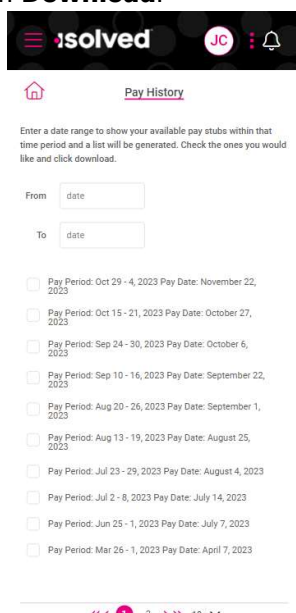 Download.
isolved
JC
Pay History
Enter a date range to show your available pay stubs within that
time period and a list will be generated. Check the ones you would
like and click download.
From date
To date
Pay Period: Oct 29 - 4, 2023 Pay Date: November 22,
2023
Pay Period: Oct 15 - 21, 2023 Pay Date: October 27,
2023
Pay Period: Sep 24 - 30, 2023 Pay Date: October 6,
2023
Pay Period: Sep 10 - 16, 2023 Pay Date: September 22,
2023
Pay Period: Aug 20 - 26, 2023 Pay Date: September 1,
2023
Pay Period: Aug 13 - 19, 2023 Pay Date: August 25,
2023
Pay Period: Jul 23 - 29, 2023 Pay Date: August 4, 2023
Pay Period: Jul 2 - 8, 2023 Pay Date: July 14, 2023
Pay Period: Jun 25 - 1, 2023 Pay Date: July 7, 2023
Pay Period: Mar 26 - 1, 2023 Pay Date: April 7, 2023
1